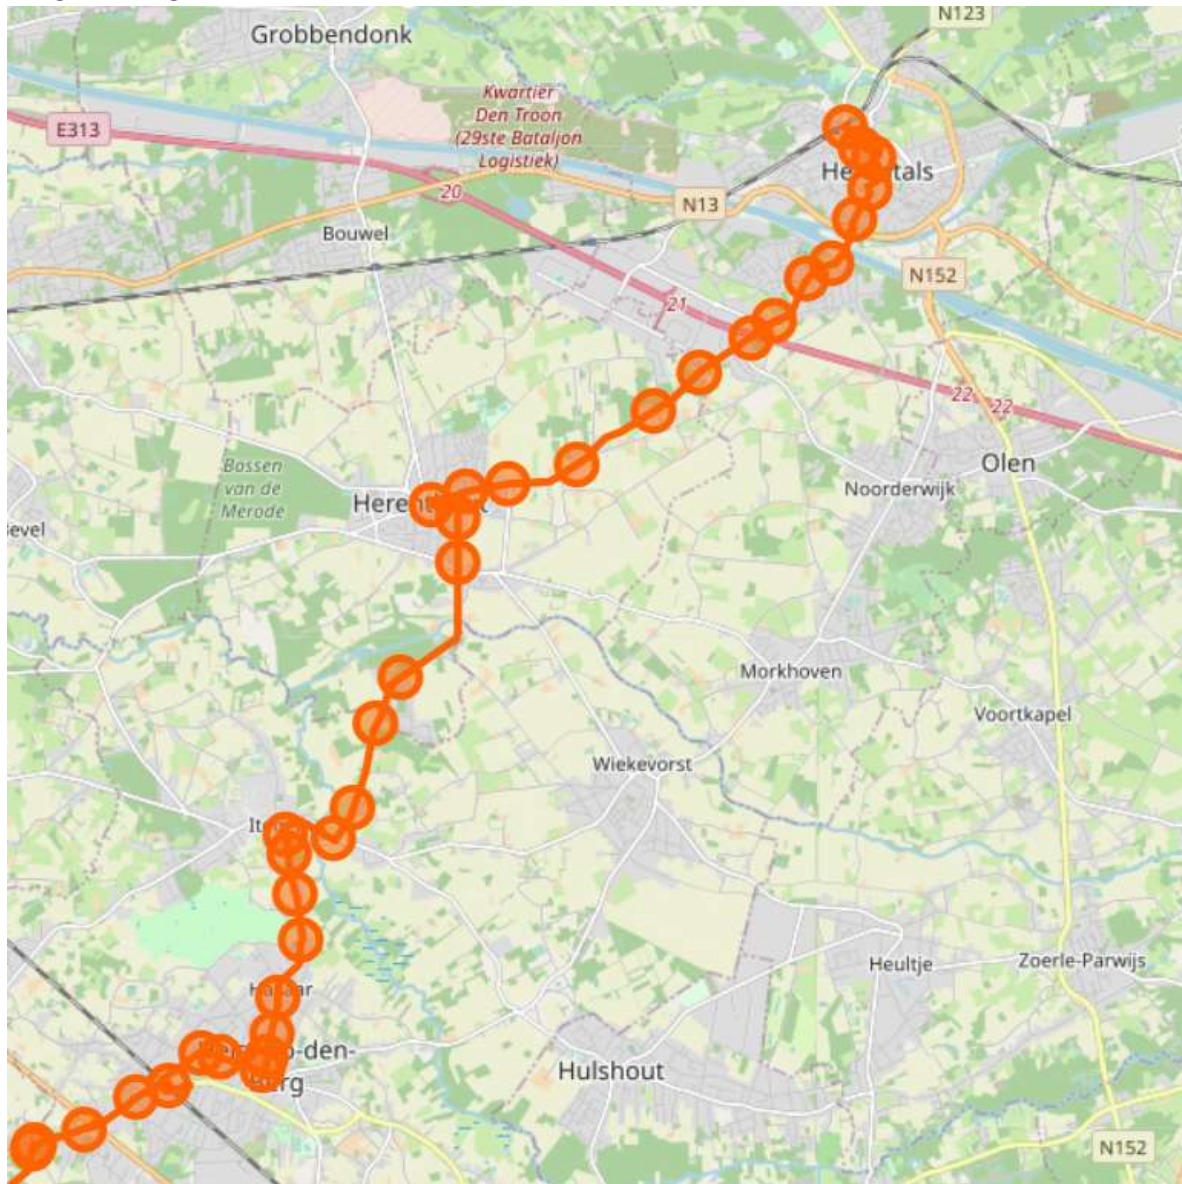 N123
Grobbendonk
Kwartier
Den Troon
(29ste Bataljon
Logistiek)
E313
20
N13
Bouwel
N152
21
22
22
Bossen
van de
Merode
Olen
Noorderwijk
Morkhoven
Voortkapel
Wiekevorst
Heultje
Zoerle-Parwijs
Hulshout
N152